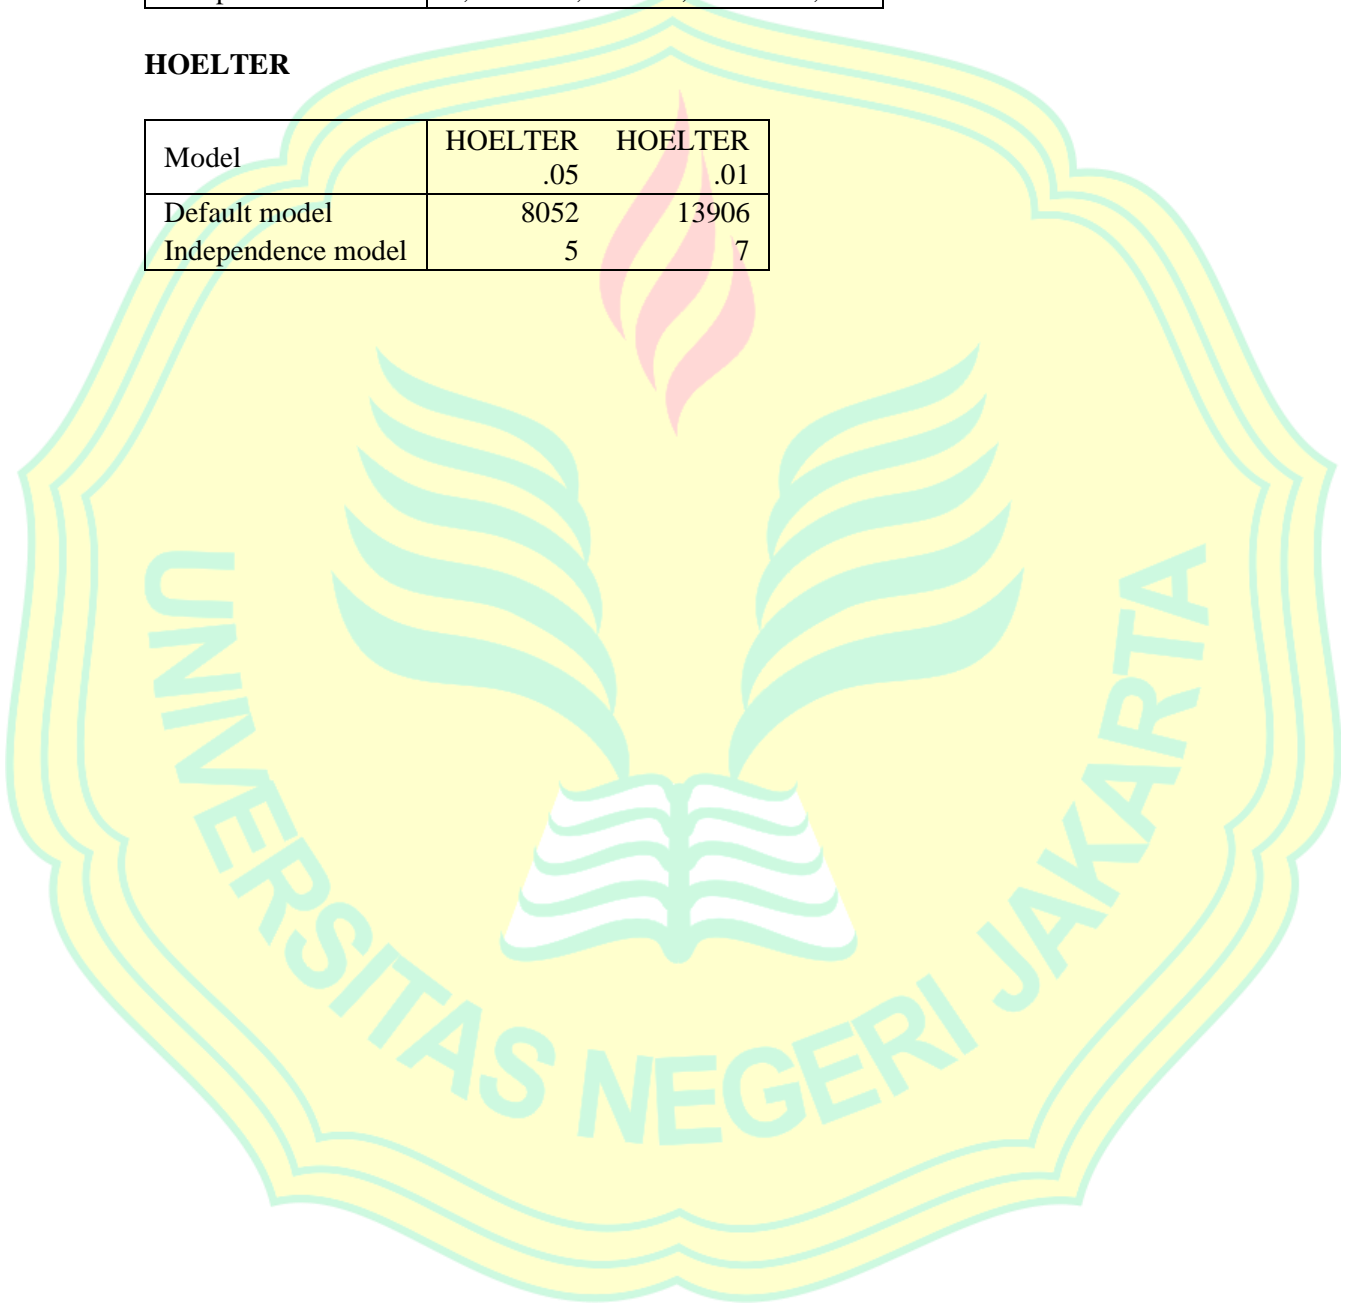 HOELTER
Model HOELTER HOELTER
.05 .01
Default model 8052 13906
Independence model 5 7
UNIVERSITAS NEGERI JAKARTA